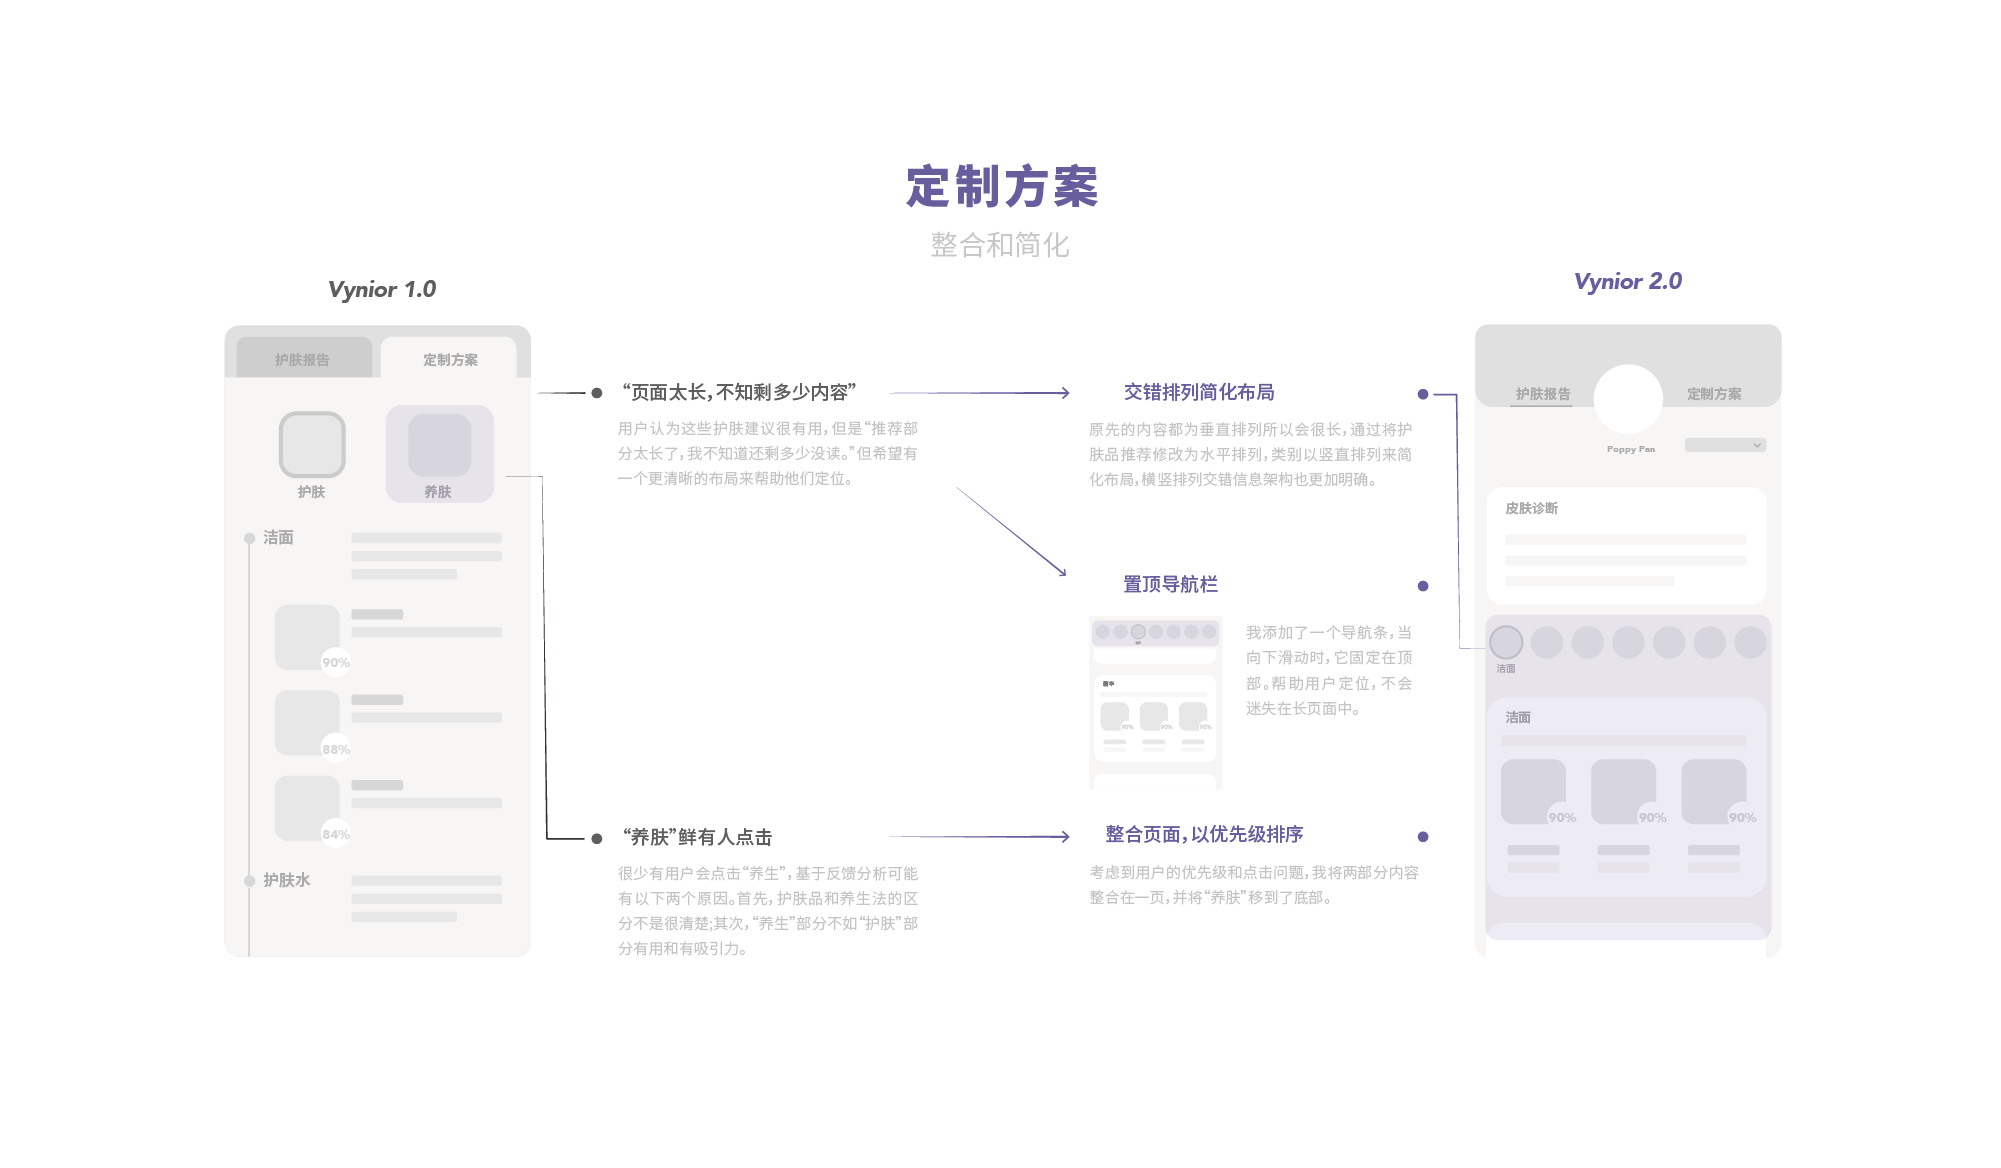 定制方案
整合和简化
Vynior 1.0
护肤报告
定制方案
护肤
养肤
洁面
90%
88%
84%
护肤水
“页面太长，不知剩多少内容”
用户认为这些护肤建议很有用，但是“推荐部
分太长了，我不知道还剩多少没读。”但希望有
一个更清晰的布局来帮助他们定位。
“养肤”鲜有人点击
很少有用户会点击“养生”，基于反馈分析可能
有以下两个原因。首先，护肤品和养生法的区
分不是很清楚；其次，“养生”部分不如“护肤”部
分有用和有吸引力。
交错排列简化布局
原先的内容都为垂直排列所以会很长，通过将护
肤品推荐修改为水平排列，类别以竖直排列来简
化布局，横竖排列交错信息架构也更加明确。
置顶导航栏
90%
90%
90%
我添加了一个导航条，当
向下滑动时，它固定在顶
部。帮助用户定位，不会
迷失在长页面中。
整合页面，以优先级排序
考虑到用户的优先级和点击问题，我将两部分内容
整合在一页，并将“养肤”移到了底部。
Vynior 2.0
护肤报告
定制方案
Poppy Pan
皮肤诊断
洁面
洁面
90%
90%
90%